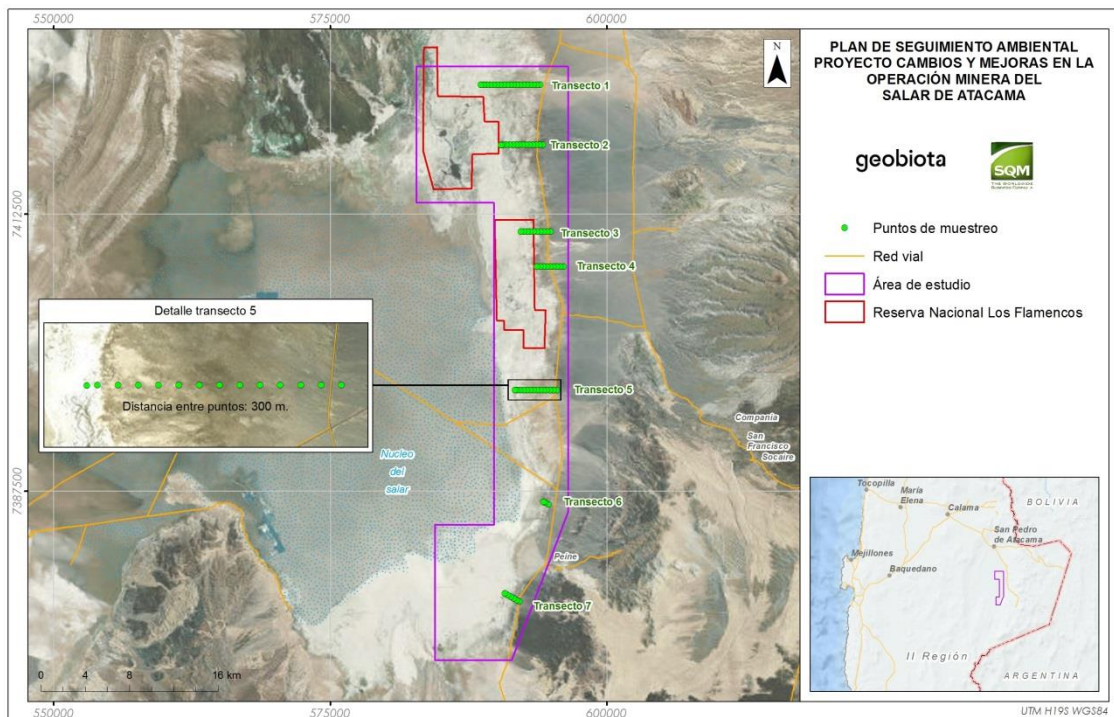 550000
575000
600000
N
7412500
7387500
Transecto 1
Transecto 2
Transecto 3
Transecto 4
Transecto 5
Transecto 6
Transecto 7
Detalle transecto 5
Distancia entre puntos: 300 m.
Núcleo
del
salar
Peine
Compania
San
Francisco
Socaire
0 4 8 16 km
550000
575000
600000
PLAN DE SEGUIMIENTO AMBIENTAL
PROYECTO CAMBIOS Y MEJORAS EN LA
OPERACIÓN MINERA DEL
SALAR DE ATACAMA
geobiota
SQM
Puntos de muestreo
Red vial
Área de estudio
Reserva Nacional Los Flamencos
Tocopilla
María
Elena
BOLIVIA
Calama
San Pedro
de Atacama
Mejillones
Baquedano
II Región
ARGENTINA
UTM H19S WGS84